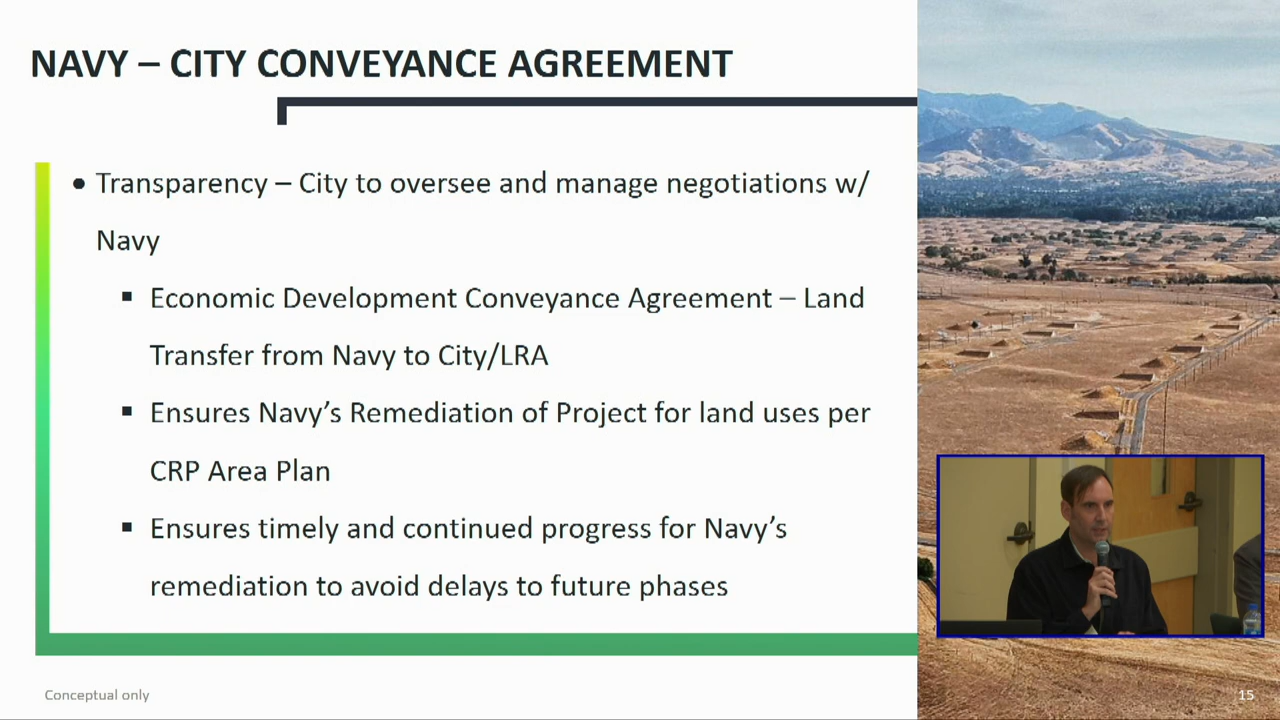 NAVY – CITY CONVEYANCE AGREEMENT
• Transparency – City to oversee and manage negotiations w/
Navy
▪ Economic Development Conveyance Agreement – Land
Transfer from Navy to City/LRA
▪ Ensures Navy’s Remediation of Project for land uses per
CRP Area Plan
▪ Ensures timely and continued progress for Navy’s
remediation to avoid delays to future phases
Conceptual only
15